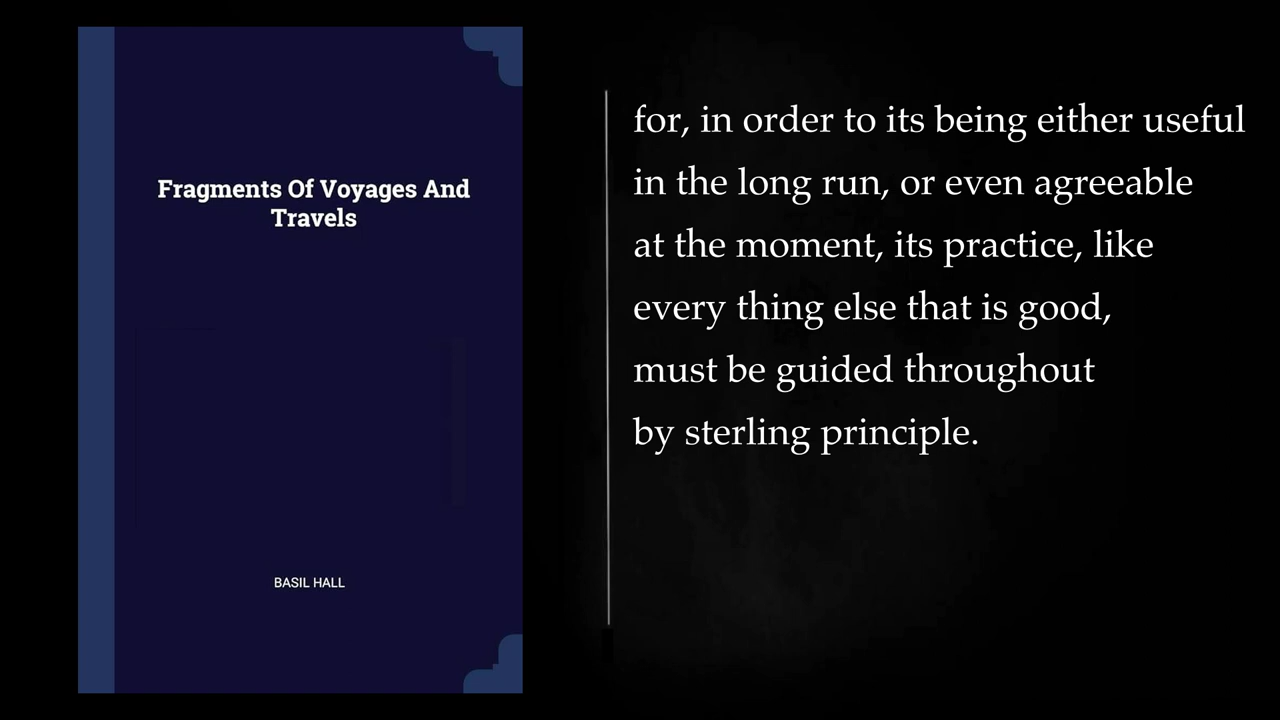 Fragments Of Voyages And
Travels
BASIL HALL
for, in order to its being either useful
in the long run, or even agreeable
at the moment, its practice, like
every thing else that is good,
must be guided throughout
by sterling principle.